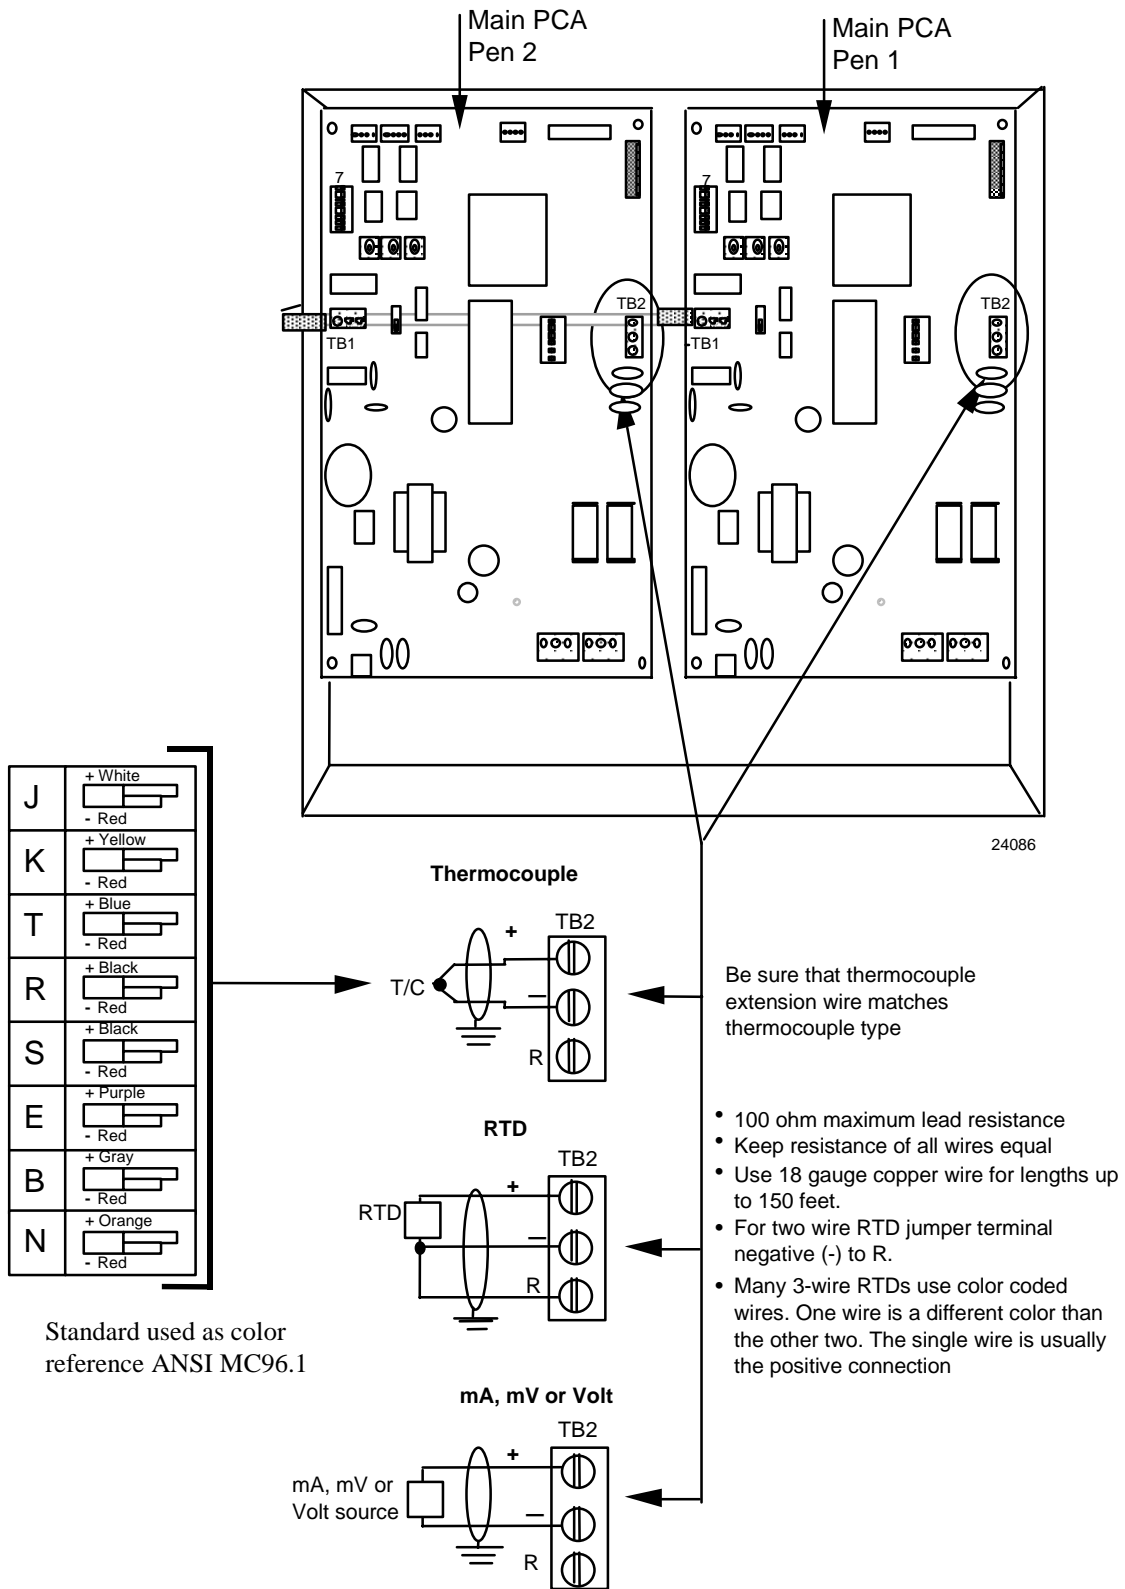 Main PCA
Pen 2
Main PCA
Pen 1
7
7
TB2
TB2
TB1
-TB1
24086
J
+ White
- Red
K
+ Yellow
- Red
T
+ Blue
- Red
R
+ Black
- Red
S
+ Black
- Red
E
+ Purple
- Red
B
+ Gray
- Red
N
+ Orange
- Red
Standard used as color
reference ANSI MC96.1
Thermocouple
TB2
+
T/C
–
R
Be sure that thermocouple
extension wire matches
thermocouple type
RTD
TB2
+
RTD
–
R
• 100 ohm maximum lead resistance
• Keep resistance of all wires equal
• Use 18 gauge copper wire for lengths up
to 150 feet.
• For two wire RTD jumper terminal
negative (-) to R.
• Many 3-wire RTDs use color coded
wires. One wire is a different color than
the other two. The single wire is usually
the positive connection
mA, mV or Volt
TB2
+
mA, mV or
Volt source
–
R